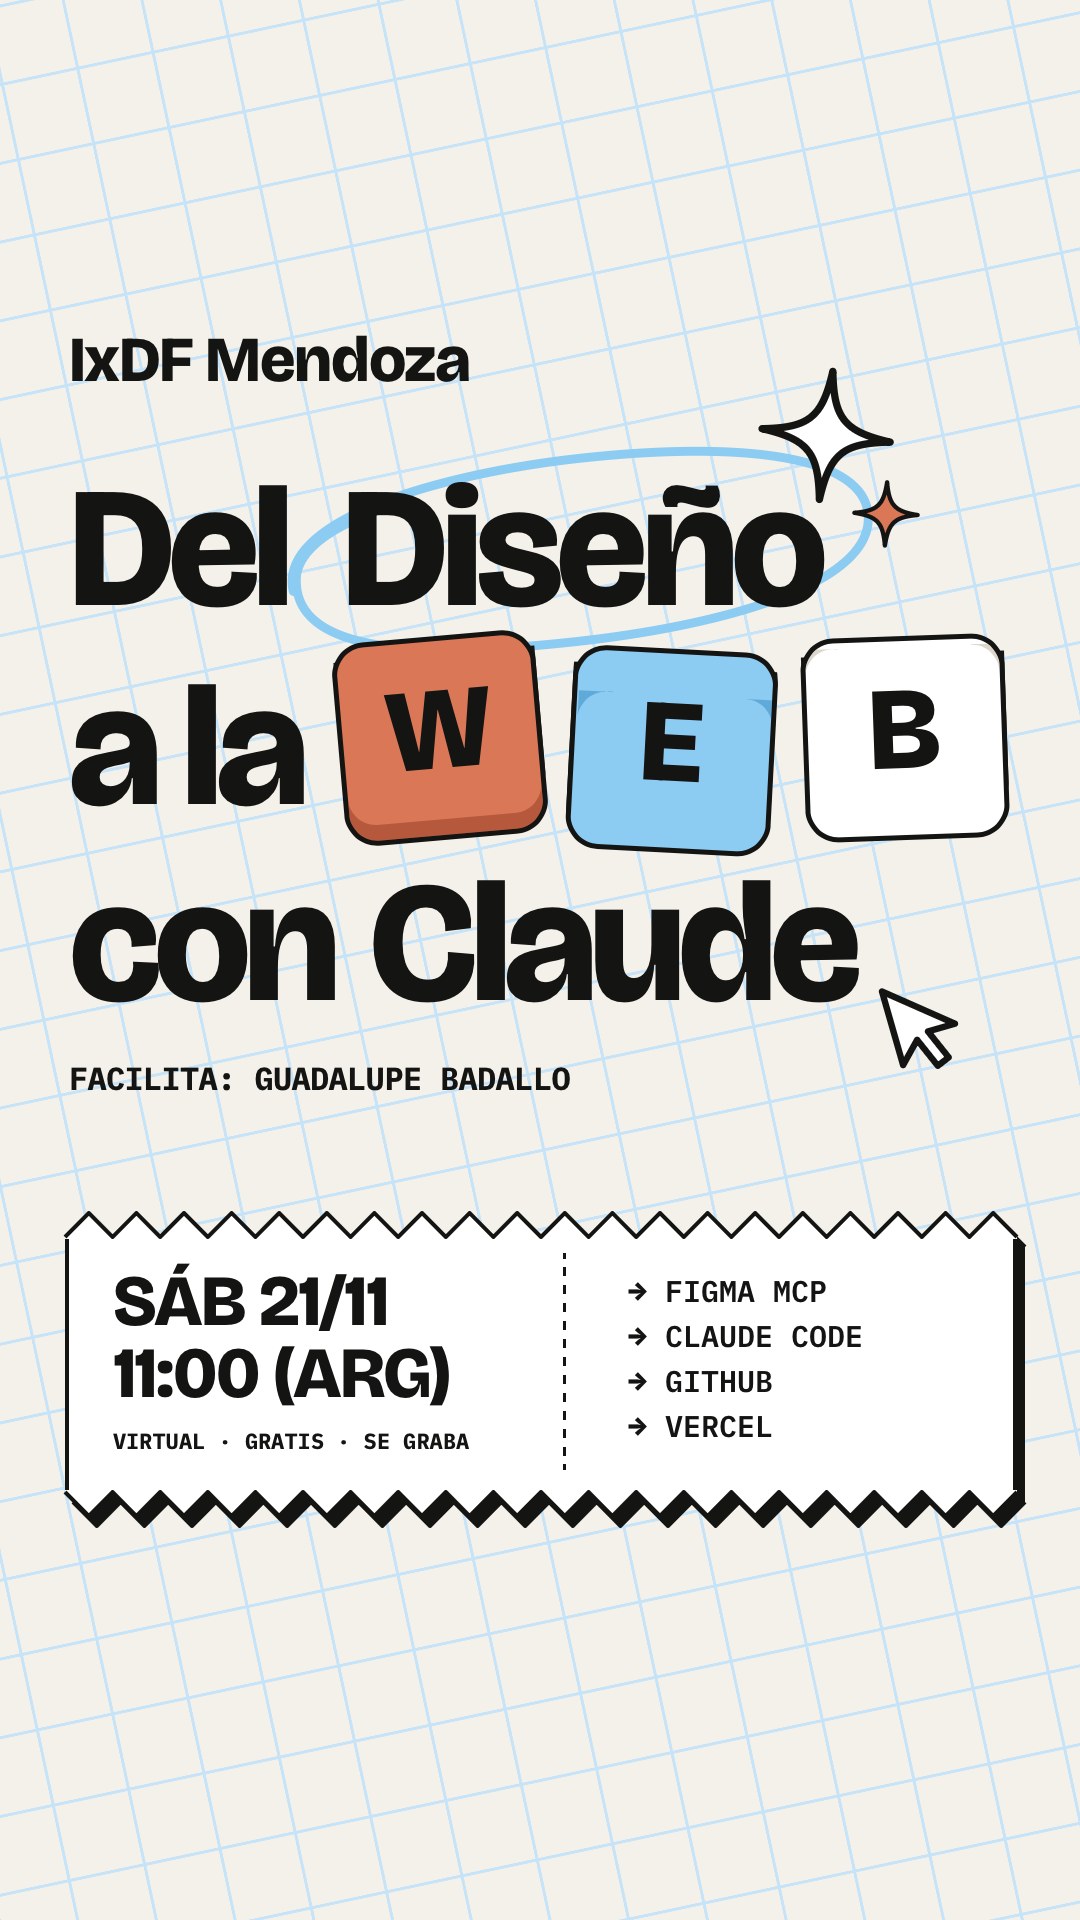 IxDF Mendoza
Del Diseño
a la WEB
con Claude
FACILITA: GUADALUPE BADALLO
SÁB 21/11
11:00 (ARG)
VIRTUAL · GRATIS · SE GRABA
→ FIGMA MCP
→ CLAUDE CODE
→ GITHUB
→ VERCEL